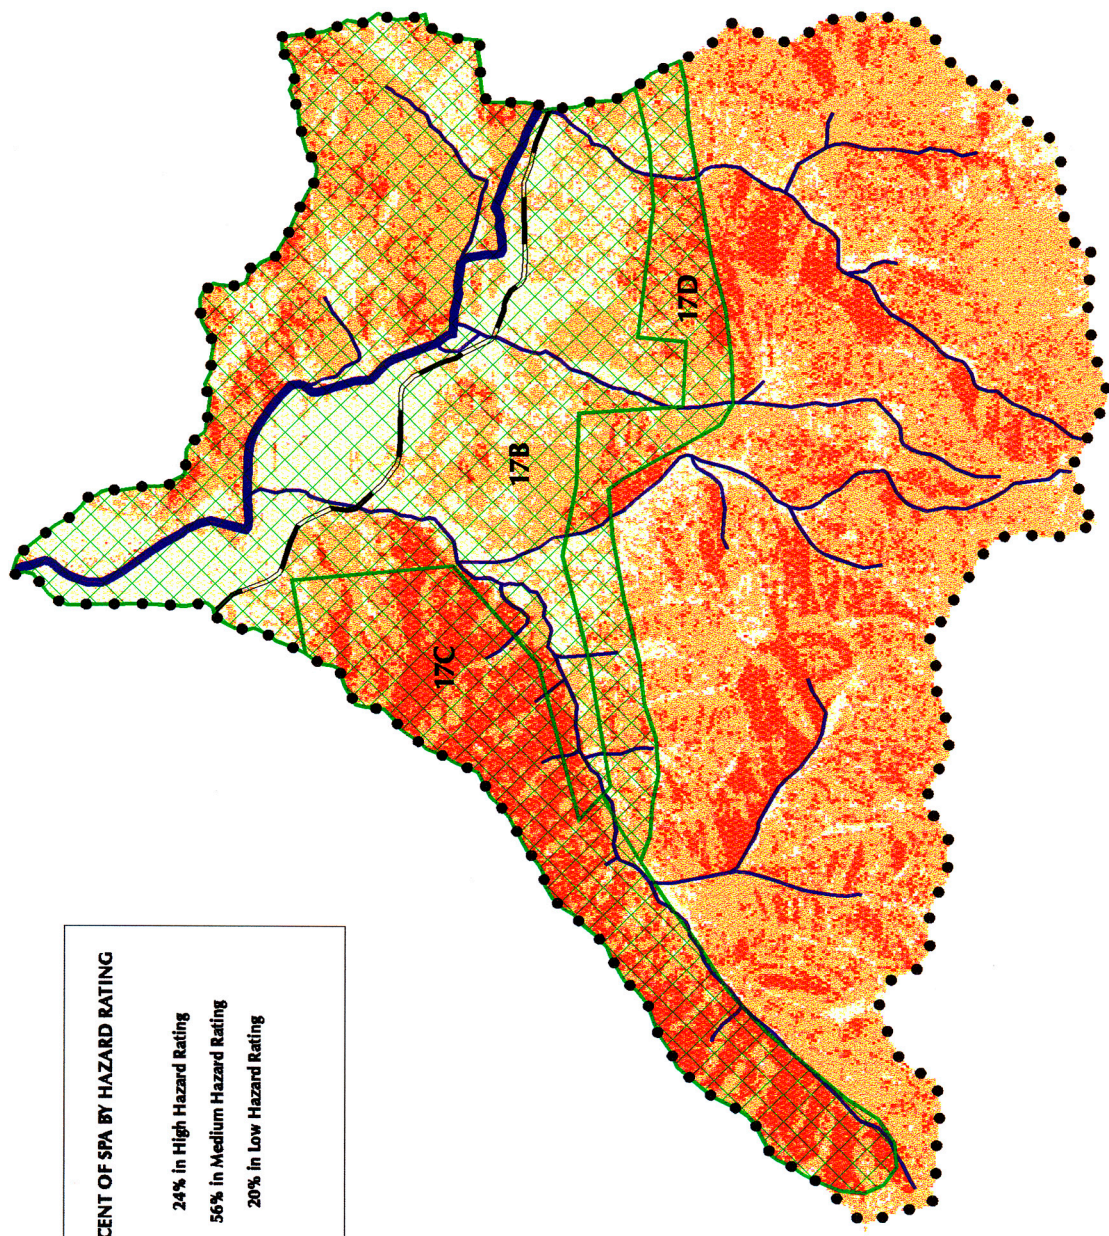 CENT OF SPA BY HAZARD RATING
24% in High Hazard Rating
56% in Medium Hazard Rating
20% in Low Hazard Rating
17B
17C
17D